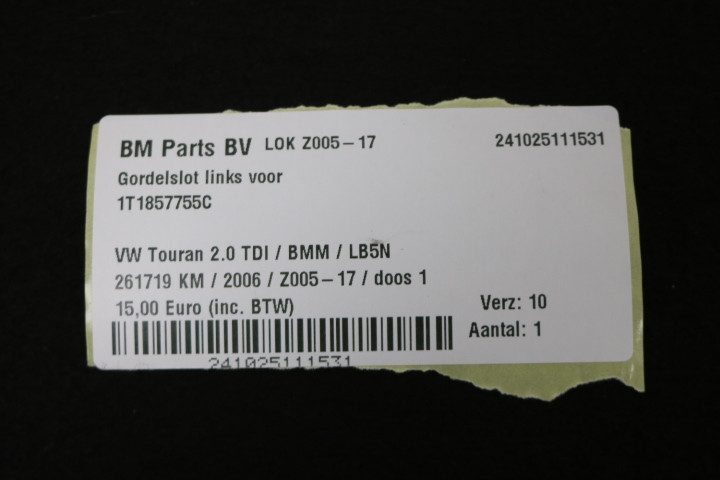 BM Parts BV LOK Z005-17 241025111531
Gordelslot links voor
1T1857755C
VW Touran 2.0 TDI / BMM / LB5N
261719 KM / 2006 / Z005-17 / doos 1
15,00 Euro (inc. BTW) Verz: 10
Aantal: 1
241025111531